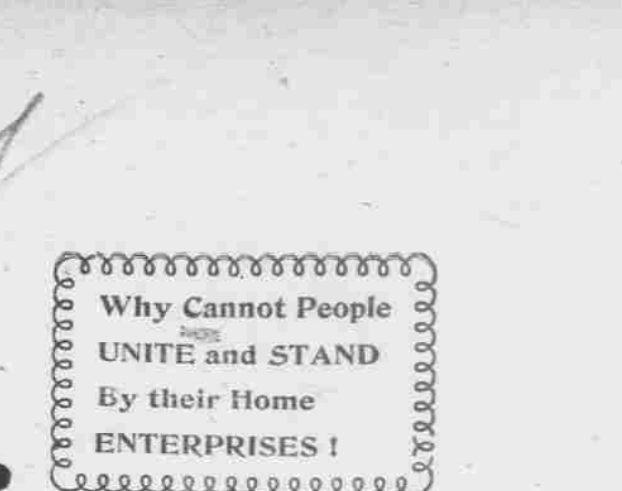 Why Cannot People
UNITE and STAND
By their Home
ENTERPRISES !